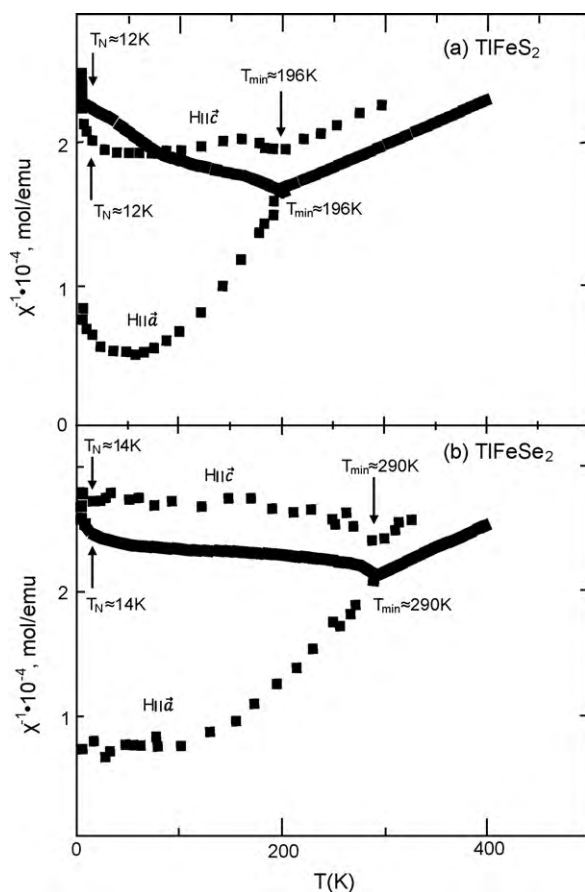 (a) TlFeS₂
T_N≈12K
T_min≈196K
H||c⃗
2
T_N≈12K
T_min≈196K
χ⁻¹•10⁻⁴, mol/emu
1
H||a⃗
0
(b) TlFeSe₂
T_N≈14K
H||c⃗
T_min≈290K
2
T_N≈14K
T_min≈290K
χ⁻¹•10⁻⁴, mol/emu
H||a⃗
1
0 200 400
T(K)